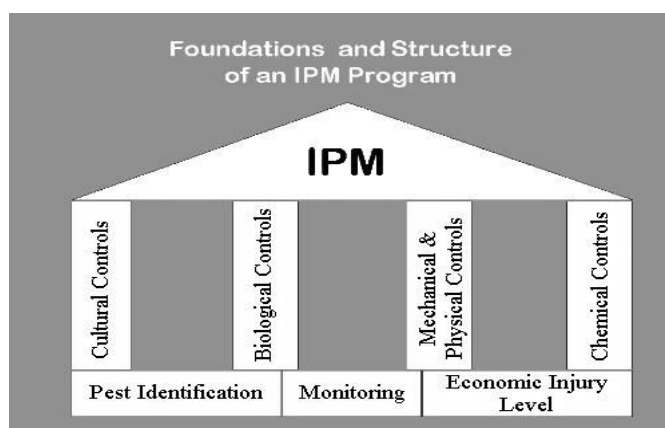 Foundations and Structure
of an IPM Program
IPM
Cultural Controls
Biological Controls
Mechanical &
Physical Controls
Chemical Controls
Pest Identification
Monitoring
Economic Injury
Level